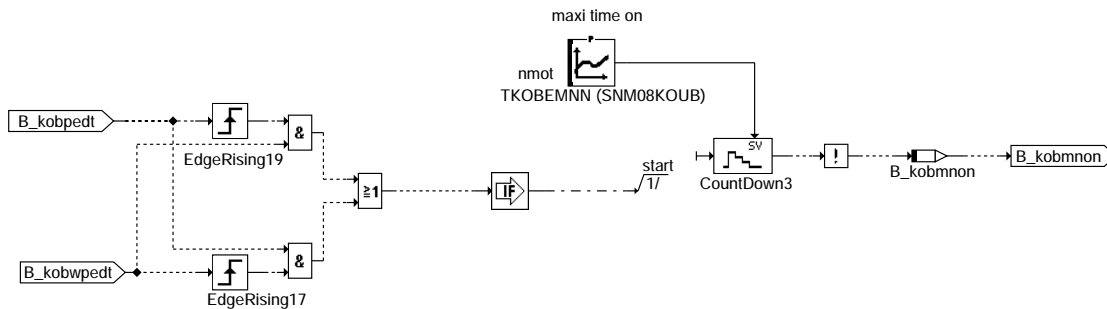 maxi time on
P
nmot
TKOBEMNN (SNM08KOUB)
B_kobpedt
&
EdgeRising19
SV
start
1/
CountDown3
!
B_kobmnon
B_kobmnon
≧1
IF
B_kobwpedt
&
EdgeRising17